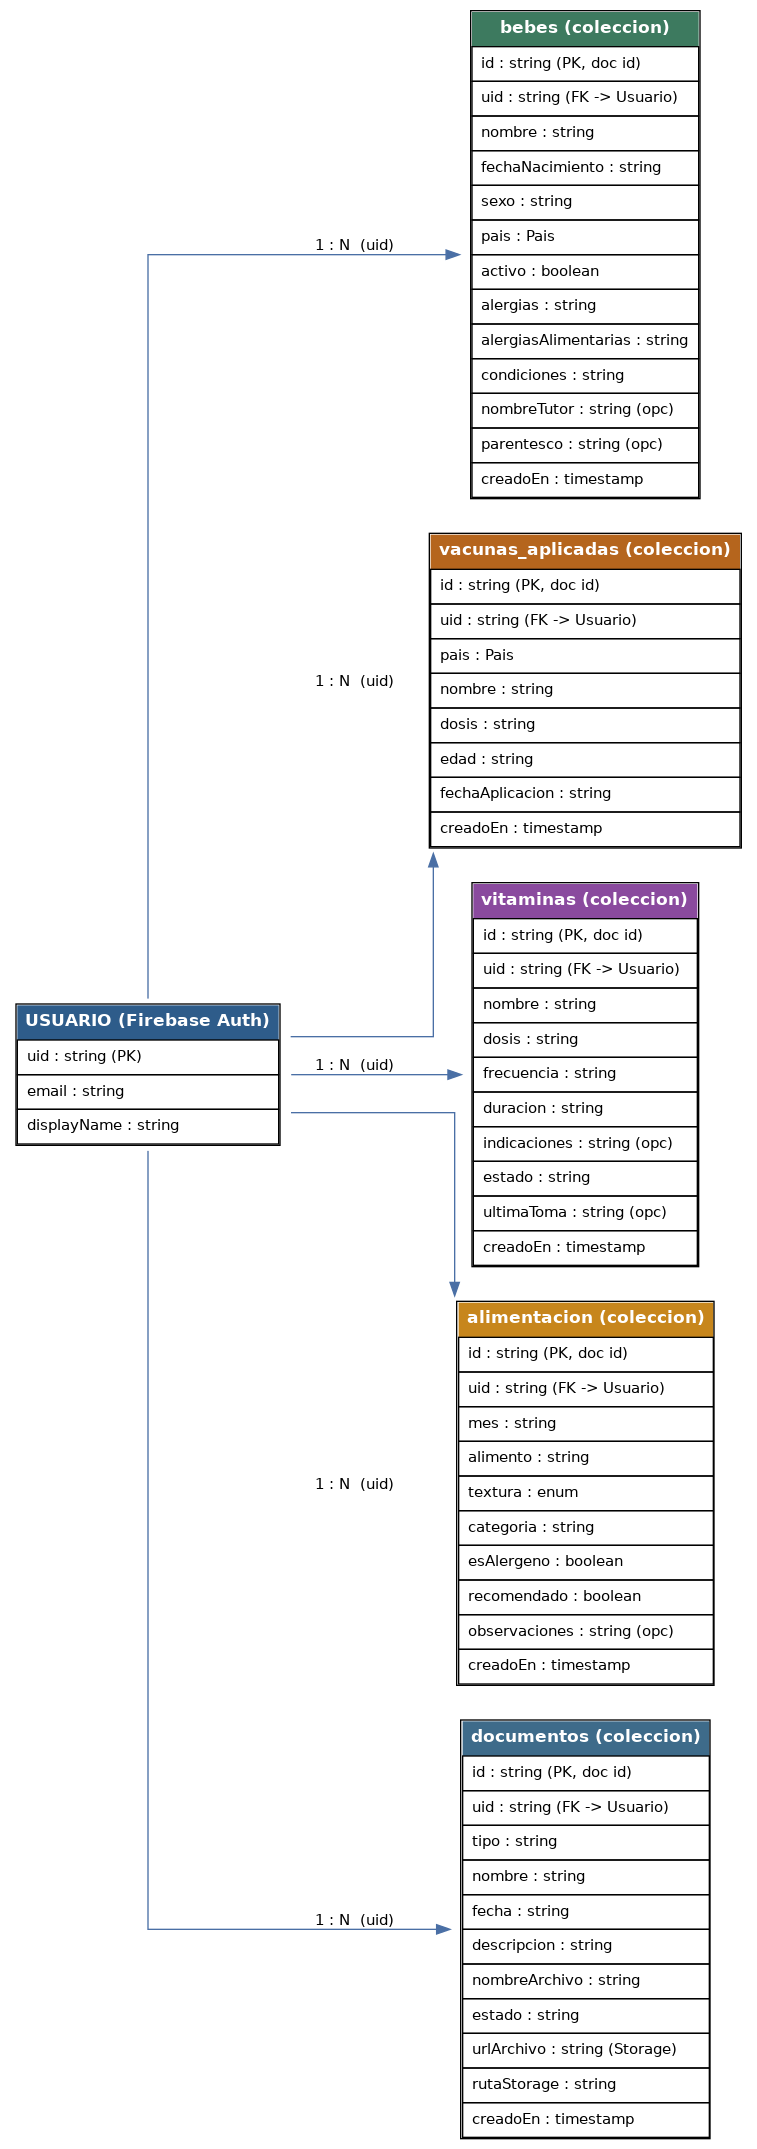 bebes (coleccion)
id : string (PK, doc id)
uid : string (FK -> Usuario)
nombre : string
fechaNacimiento : string
sexo : string
pais : Pais
activo : boolean
alergias : string
alergiasAlimentarias : string
condiciones : string
nombreTutor : string (opc)
parentesco : string (opc)
creadoEn : timestamp
1 : N (uid)
vacunas_aplicadas (coleccion)
id : string (PK, doc id)
uid : string (FK -> Usuario)
pais : Pais
nombre : string
dosis : string
edad : string
fechaAplicacion : string
creadoEn : timestamp
1 : N (uid)
USUARIO (Firebase Auth)
uid : string (PK)
email : string
displayName : string
1 : N (uid)
vitaminas (coleccion)
id : string (PK, doc id)
uid : string (FK -> Usuario)
nombre : string
dosis : string
frecuencia : string
duracion : string
indicaciones : string (opc)
estado : string
ultimaToma : string (opc)
creadoEn : timestamp
alimentacion (coleccion)
id : string (PK, doc id)
uid : string (FK -> Usuario)
mes : string
alimento : string
textura : enum
categoria : string
esAlergeno : boolean
recomendado : boolean
observaciones : string (opc)
creadoEn : timestamp
1 : N (uid)
documentos (coleccion)
id : string (PK, doc id)
uid : string (FK -> Usuario)
tipo : string
nombre : string
fecha : string
descripcion : string
nombreArchivo : string
estado : string
urlArchivo : string (Storage)
rutaStorage : string
creadoEn : timestamp
1 : N (uid)